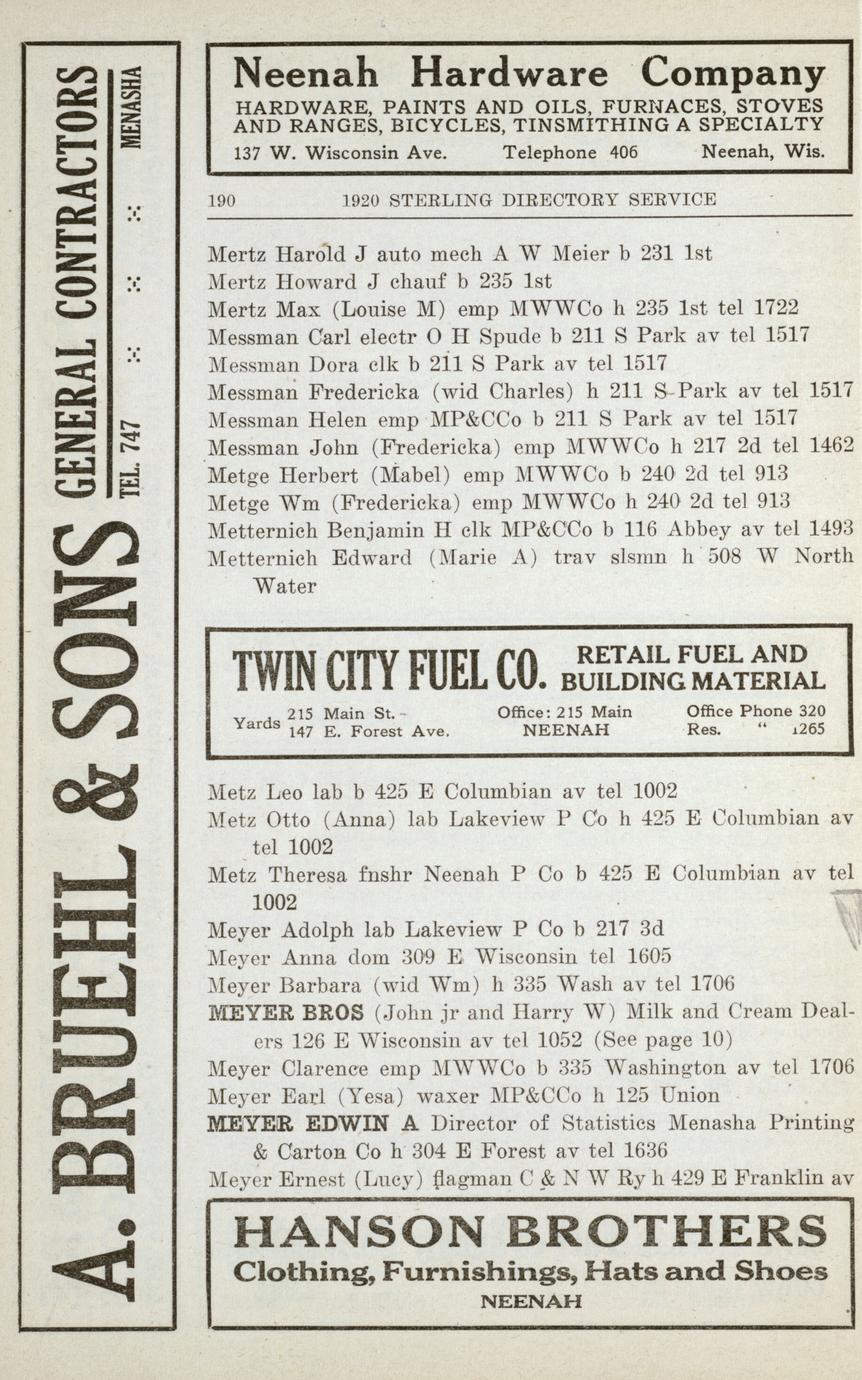 A. BRUEHL & SONS GENERAL CONTRACTORS
TEL. 747 MENASHA
Neenah Hardware Company
HARDWARE, PAINTS AND OILS, FURNACES, STOVES
AND RANGES, BICYCLES, TINSMITHING A SPECIALTY
137 W. Wisconsin Ave. Telephone 406 Neenah, Wis.
190 1920 STERLING DIRECTORY SERVICE
Mertz Harold J auto mech A W Meier b 231 1st
Mertz Howard J chauf b 235 1st
Mertz Max (Louise M) emp MWWCo h 235 1st tel 1722
Messman Carl electr O H Spude b 211 S Park av tel 1517
Messman Dora clk b 211 S Park av tel 1517
Messman Fredericka (wid Charles) h 211 S Park av tel 1517
Messman Helen emp MP&CCo b 211 S Park av tel 1517
Messman John (Fredericka) emp MWWCo h 217 2d tel 1462
Metge Herbert (Mabel) emp MWWCo b 240 2d tel 913
Metge Wm (Fredericka) emp MWWCo h 240 2d tel 913
Metternich Benjamin H clk MP&CCo b 116 Abbey av tel 1493
Metternich Edward (Marie A) trav slsmn h 508 W North
Water
TWIN CITY FUEL CO. RETAIL FUEL AND
BUILDING MATERIAL
Yards 215 Main St. Office: 215 Main Office Phone 320
147 E. Forest Ave. NEENAH Res. " 1265
Metz Leo lab b 425 E Columbian av tel 1002
Metz Otto (Anna) lab Lakeview P Co h 425 E Columbian av
tel 1002
Metz Theresa fnshr Neenah P Co b 425 E Columbian av tel
1002
Meyer Adolph lab Lakeview P Co b 217 3d
Meyer Anna dom 309 E Wisconsin tel 1605
Meyer Barbara (wid Wm) h 335 Wash av tel 1706
MEYER BROS (John jr and Harry W) Milk and Cream Deal-
ers 126 E Wisconsin av tel 1052 (See page 10)
Meyer Clarence emp MWWCo b 335 Washington av tel 1706
Meyer Earl (Yesa) waxer MP&CCo h 125 Union
MEYER EDWIN A Director of Statistics Menasha Printing
& Carton Co h 304 E Forest av tel 1636
Meyer Ernest (Lucy) flagman C & N W Ry h 429 E Franklin av
HANSON BROTHERS
Clothing, Furnishings, Hats and Shoes
NEENAH